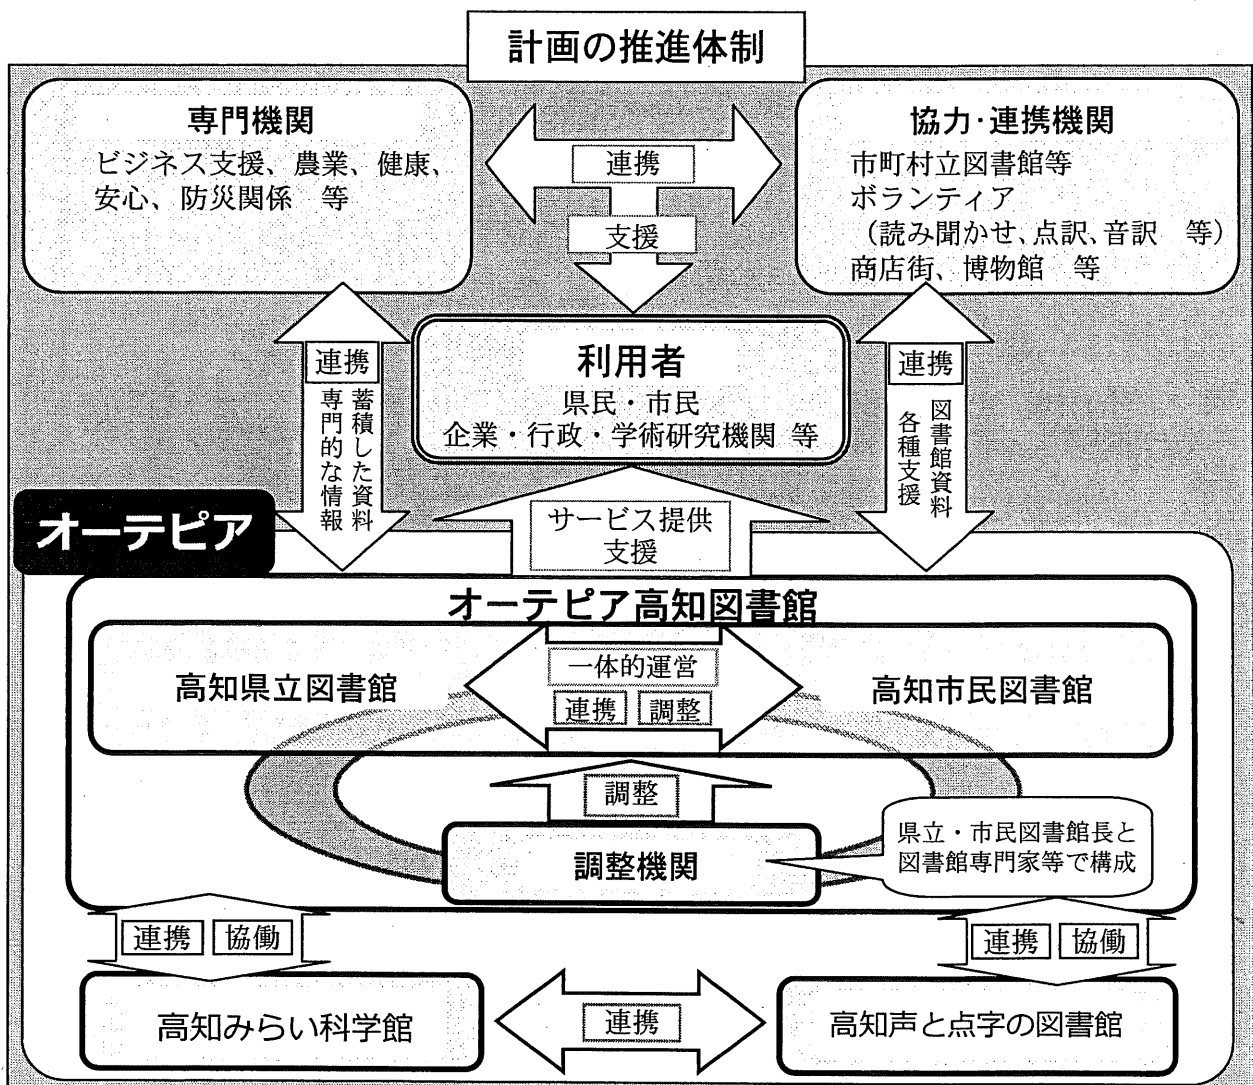 計画の推進体制
専門機関
ビジネス支援、農業、健康、
安心、防災関係　等
連携
支援
協力・連携機関
市町村立図書館等
ボランティア
（読み聞かせ、点訳、音訳　等）
商店街、博物館　等
利用者
県民・市民
企業・行政・学術研究機関 等
連携
蓄積した資料
専門的な情報
連携
図書館資料
各種支援
サービス提供
支援
オーテピア
オーテピア高知図書館
高知県立図書館
一体的運営
連携 調整
高知市民図書館
調整
調整機関
県立・市民図書館長と
図書館専門家等で構成
連携 協働
連携 協働
高知みらい科学館
連携
高知声と点字の図書館